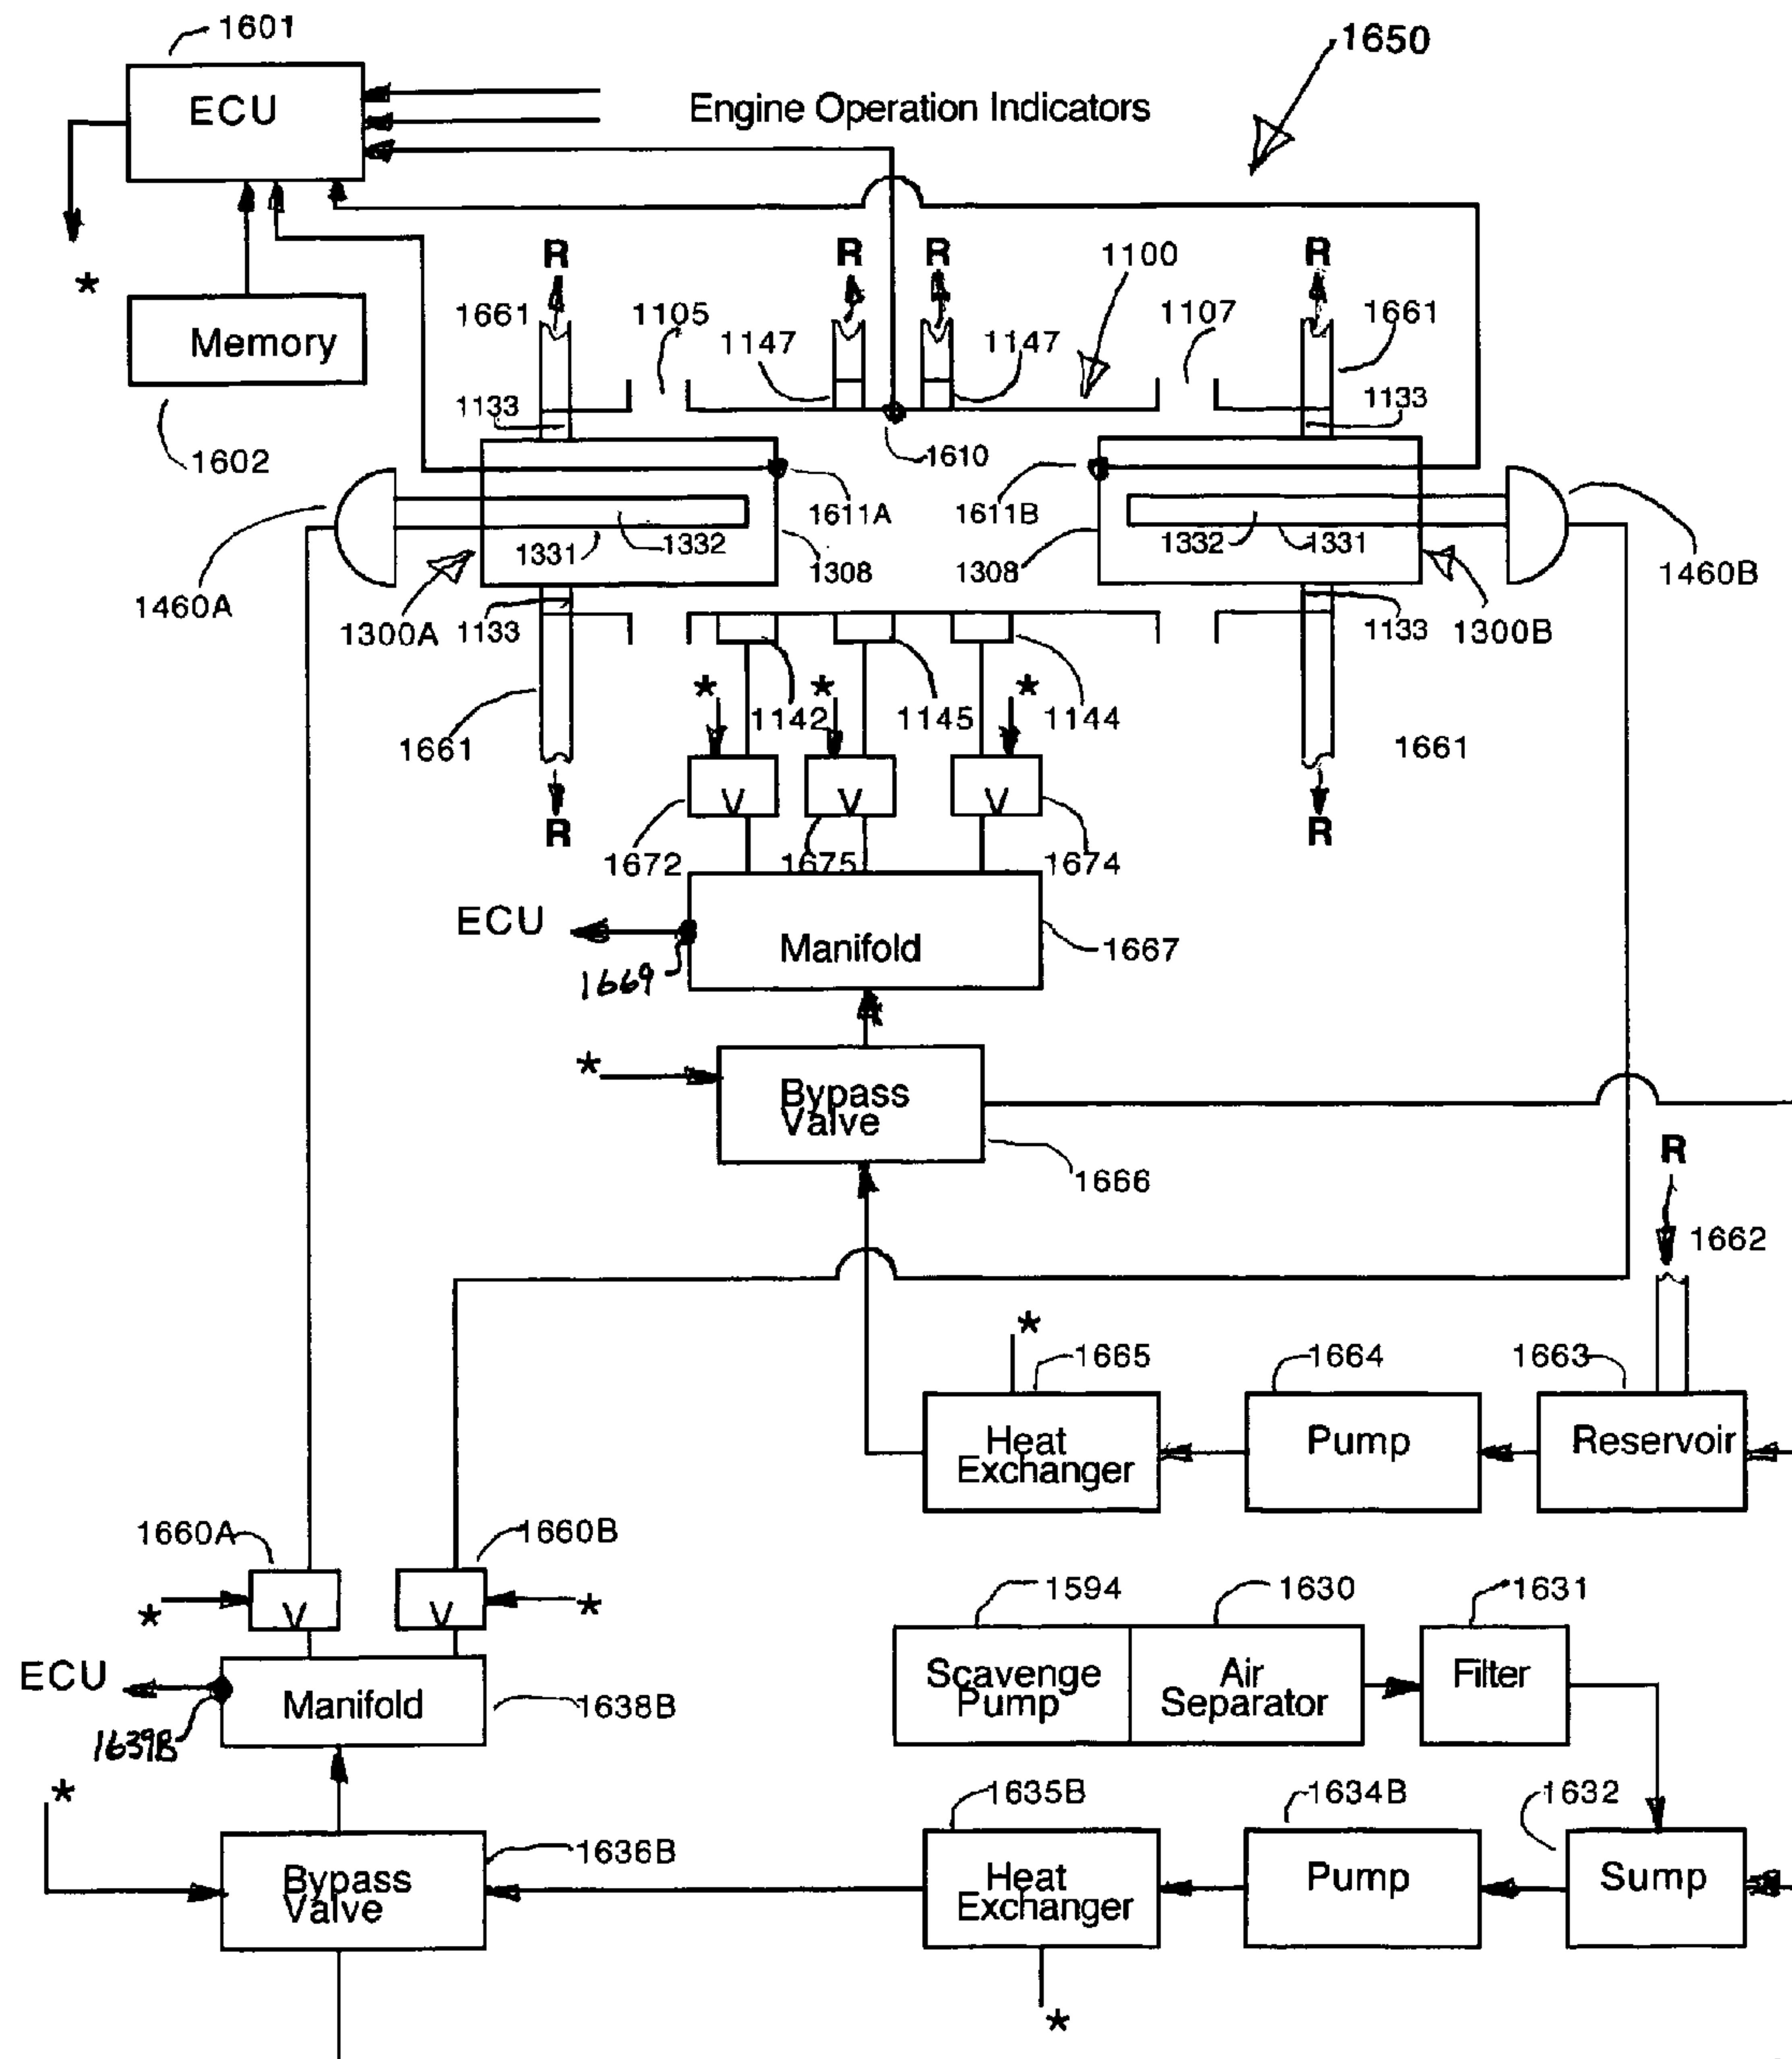 1601
1650
ECU
Engine Operation Indicators
R R R R
1100
*
1661 1105 1107 1661
Memory
1147 1147
1133 1133
1602
1610
1611A 1611B
1331 1332 1332 1331
1308 1308
1460A 1460B
1300A 1133 1133 1300B
* * *
1142 1145 1144
1661 1661
V V V
R R
1672 1675 1674
ECU
Manifold
1667
1669
*
Bypass
Valve
R
1666
1662
*
1665 1664 1663
Heat
Exchanger
Pump
Reservoir
1660A 1660B
1594 1630 1631
* V V *
Scavenge
Pump
Air
Separator
Filter
ECU
Manifold
1638B
1639B
*
1635B 1634B 1632
1636B
Bypass
Valve
Heat
Exchanger
Pump
Sump
*